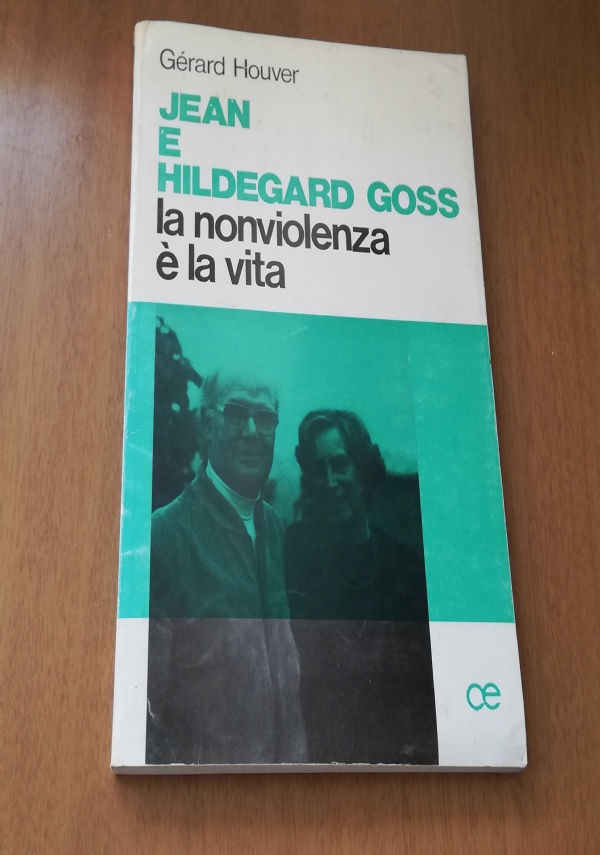 Gérard Houver
JEAN
E
HILDEGARD GOSS
la nonviolenza
è la vita
œ